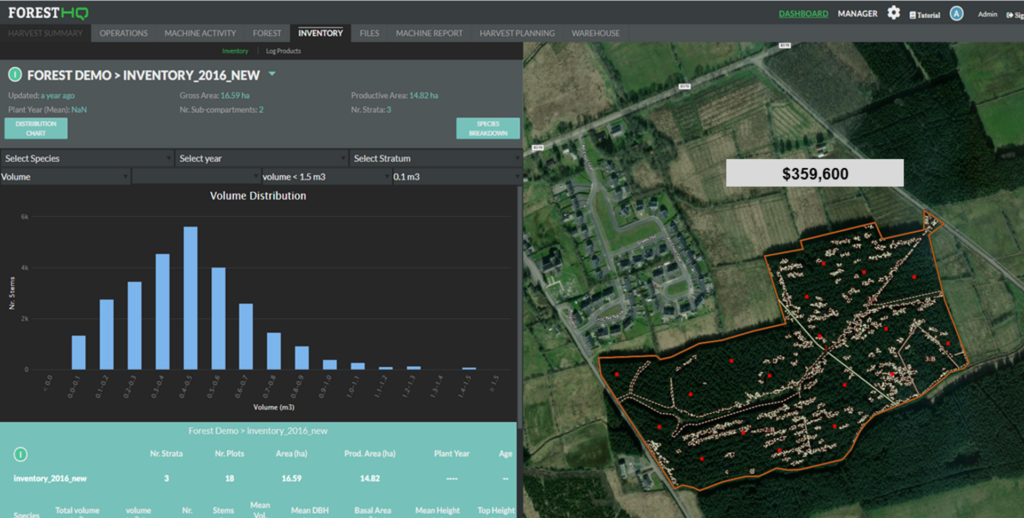 FOREST HQ
DASHBOARD MANAGER Tutorial A Admin
HARVEST SUMMARY OPERATIONS MACHINE ACTIVITY FOREST INVENTORY FILES MACHINE REPORT HARVEST PLANNING WAREHOUSE
Inventory | Log Products
FOREST DEMO > INVENTORY_2016_NEW
Updated: a year ago Gross Area: 16.59 ha Productive Area: 14.82 ha
Plant Year (Mean): NaN Nr. Sub-compartments: 2 Nr. Strata: 3
DISTRIBUTION
CHART
SPECIES
BREAKDOWN
Select Species Select year Select Stratum
Volume volume < 1.5 m3 0.1 m3
Volume Distribution
6k
4k
2k
0
Nr. Stems
< 0.0 0.0-0.1 0.1-0.2 0.2-0.3 0.3-0.4 0.4-0.5 0.5-0.6 0.6-0.7 0.7-0.8 0.8-0.9 0.9-1.0 1.0-1.1 1.1-1.2 1.2-1.3 1.3-1.4 1.4-1.5 > 1.5
Volume (m3)
$359,600
Forest Demo > inventory_2016_new
Nr. Strata Nr. Plots Area (ha) Prod. Area (ha) Plant Year Age
inventory_2016_new 3 18 16.59 14.82 ---- --
Species Total volume volume Nr. Stems Mean Vol. Mean DBH Basal Area Mean Height Top Height